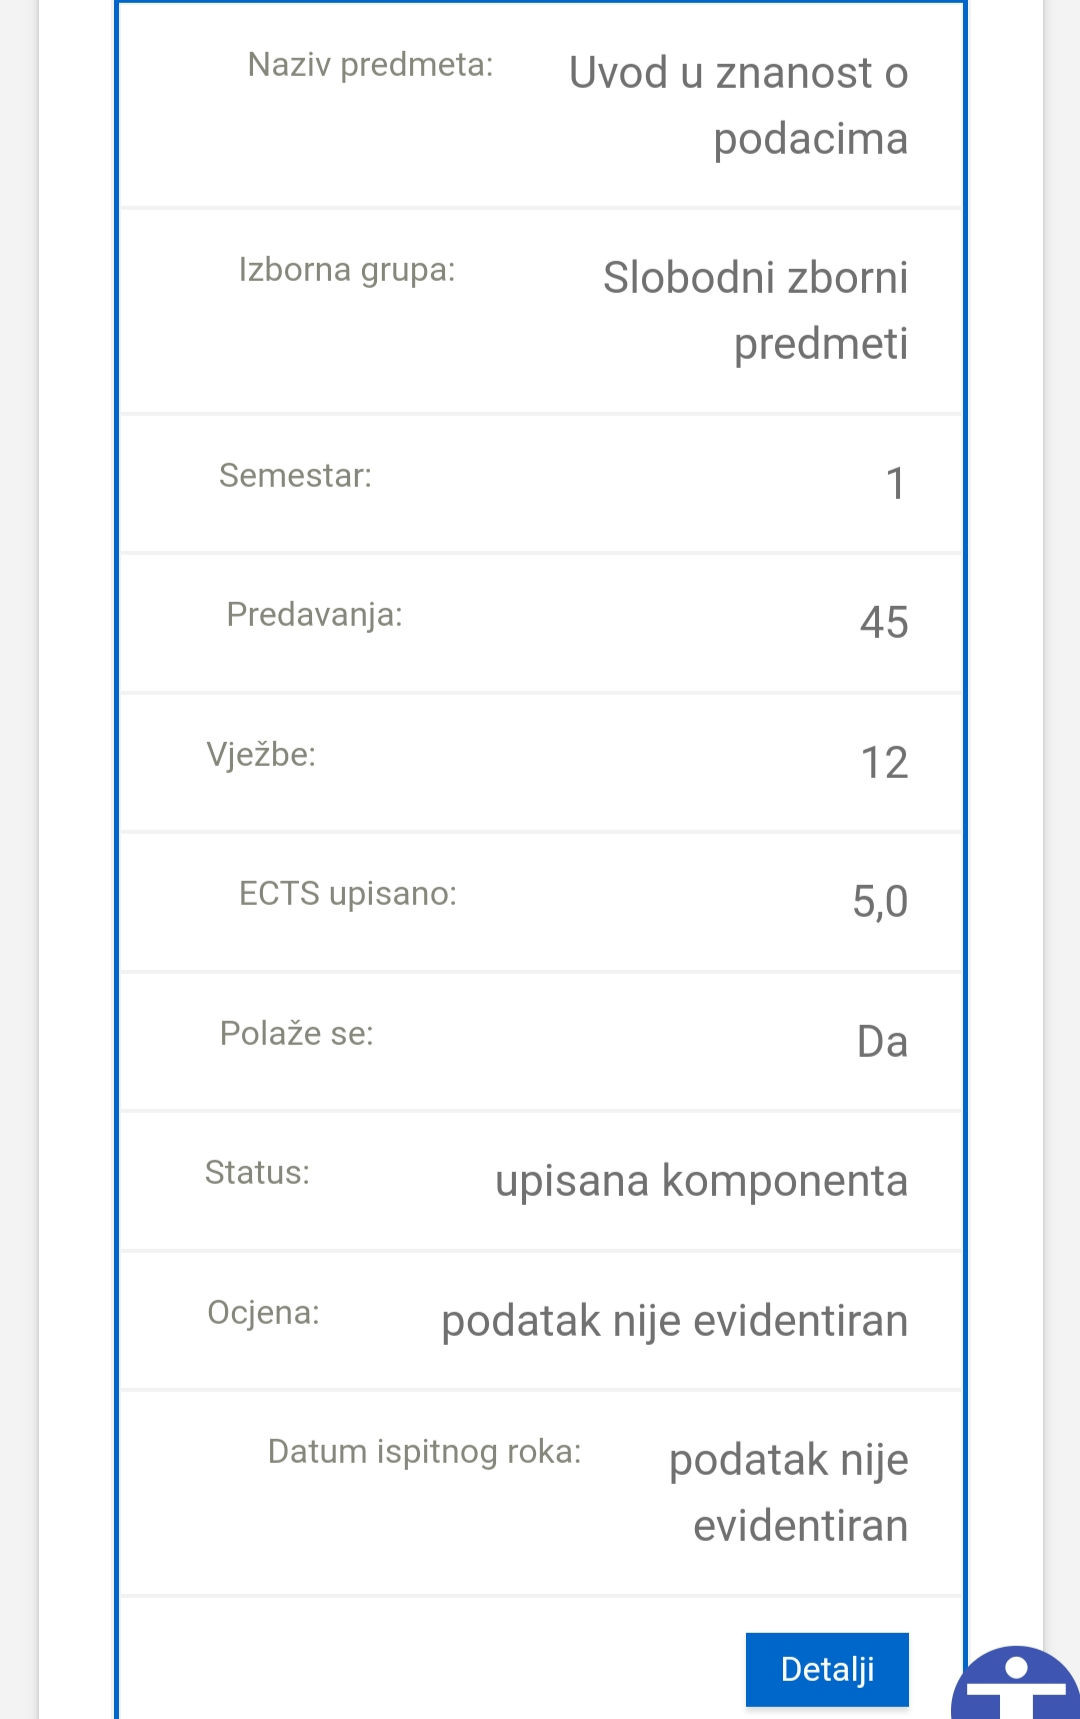 Naziv predmeta: Uvod u znanost o
podacima
Izborna grupa: Slobodni zborni
predmeti
Semestar: 1
Predavanja: 45
Vježbe: 12
ECTS upisano: 5,0
Polaže se: Da
Status: upisana komponenta
Ocjena: podatak nije evidentiran
Datum ispitnog roka: podatak nije
evidentiran
Detalji